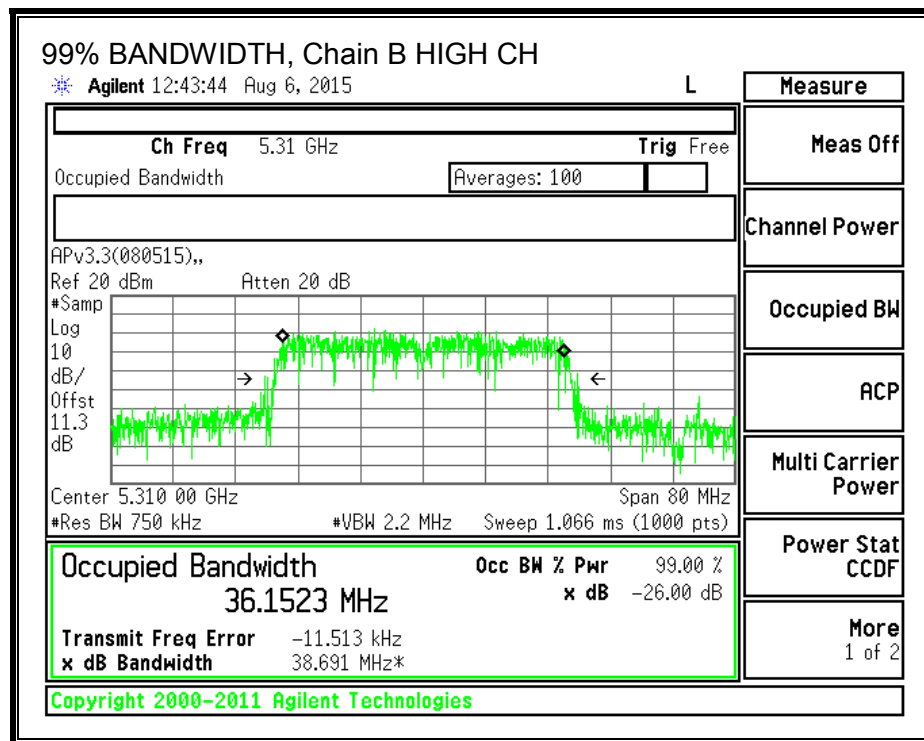 99% BANDWIDTH, Chain B HIGH CH
Agilent 12:43:44 Aug 6, 2015 L
Ch Freq 5.31 GHz Trig Free
Occupied Bandwidth Averages: 100
APv3.3(080515),,
Ref 20 dBm Atten 20 dB
#Samp
Log
10
dB/
Offst
11.3
dB
Center 5.310 00 GHz Span 80 MHz
#Res BW 750 kHz #VBW 2.2 MHz Sweep 1.066 ms (1000 pts)
Occupied Bandwidth Occ BW % Pwr 99.00 %
36.1523 MHz x dB -26.00 dB
Transmit Freq Error -11.513 kHz
x dB Bandwidth 38.691 MHz*
Copyright 2000-2011 Agilent Technologies
Measure
Meas Off
Channel Power
Occupied BW
ACP
Multi Carrier
Power
Power Stat
CCDF
More
1 of 2